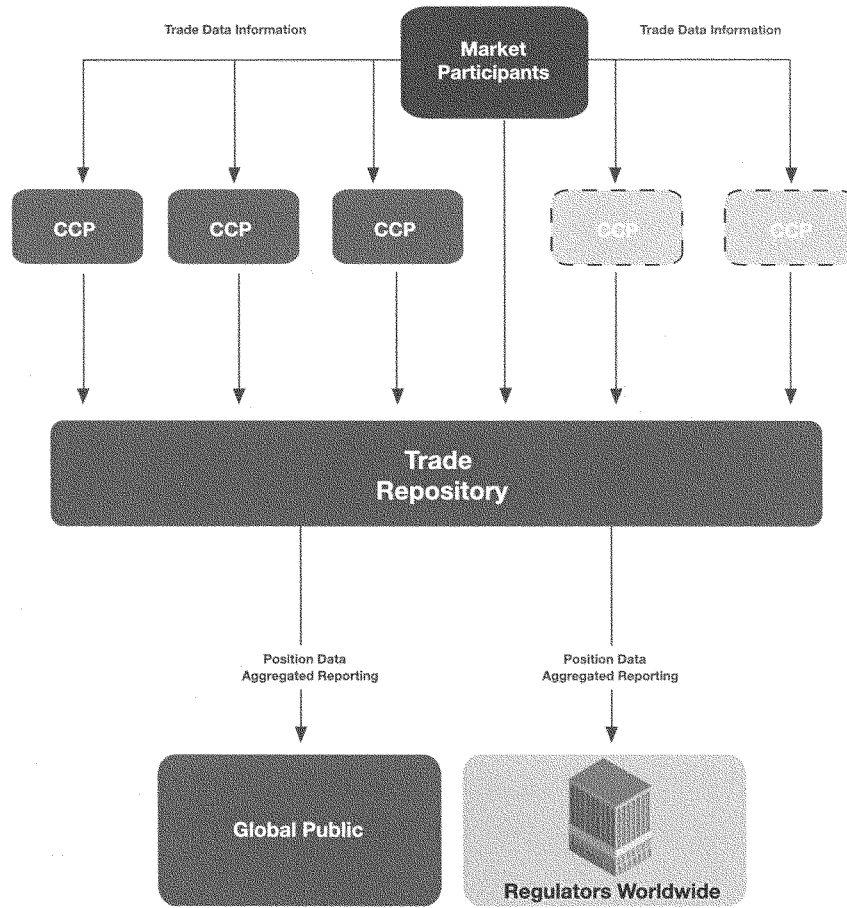 Trade Data Information
Market
Participants
Trade Data Information
CCP
CCP
CCP
CCP
CCP
Trade
Repository
Position Data
Aggregated Reporting
Position Data
Aggregated Reporting
Global Public
Regulators Worldwide